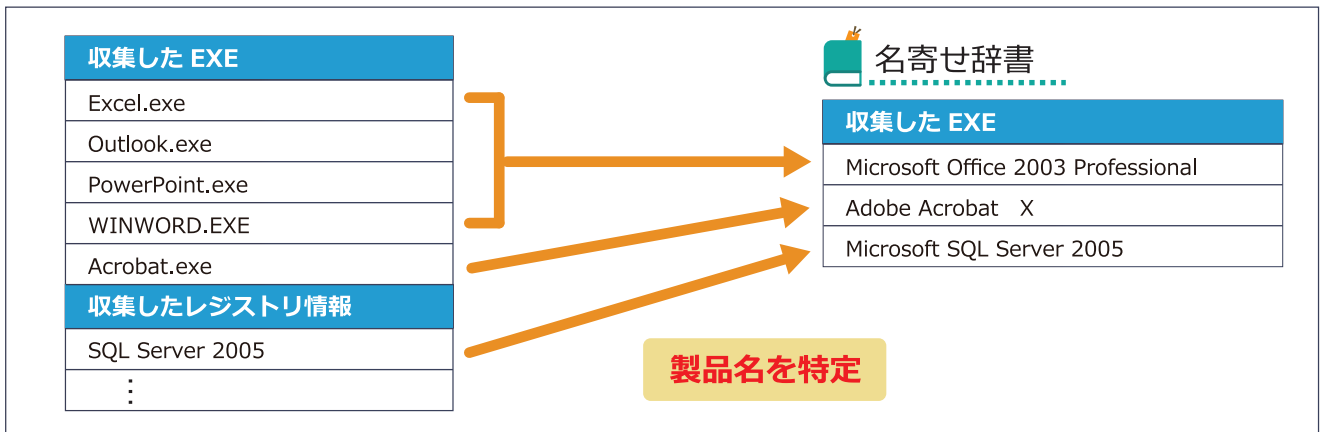 収集した EXE
Excel.exe
Outlook.exe
PowerPoint.exe
WINWORD.EXE
Acrobat.exe
収集したレジストリ情報
SQL Server 2005
⋮
名寄せ辞書
収集した EXE
Microsoft Office 2003 Professional
Adobe Acrobat　X
Microsoft SQL Server 2005
製品名を特定